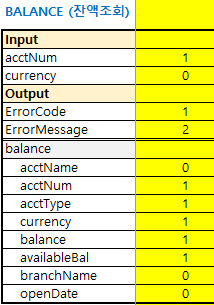 BALANCE (잔액조회)
Input
acctNum 1
currency 0
Output
ErrorCode 1
ErrorMessage 2
balance
acctName 0
acctNum 1
acctType 1
currency 1
balance 1
availableBal 1
branchName 0
openDate 0